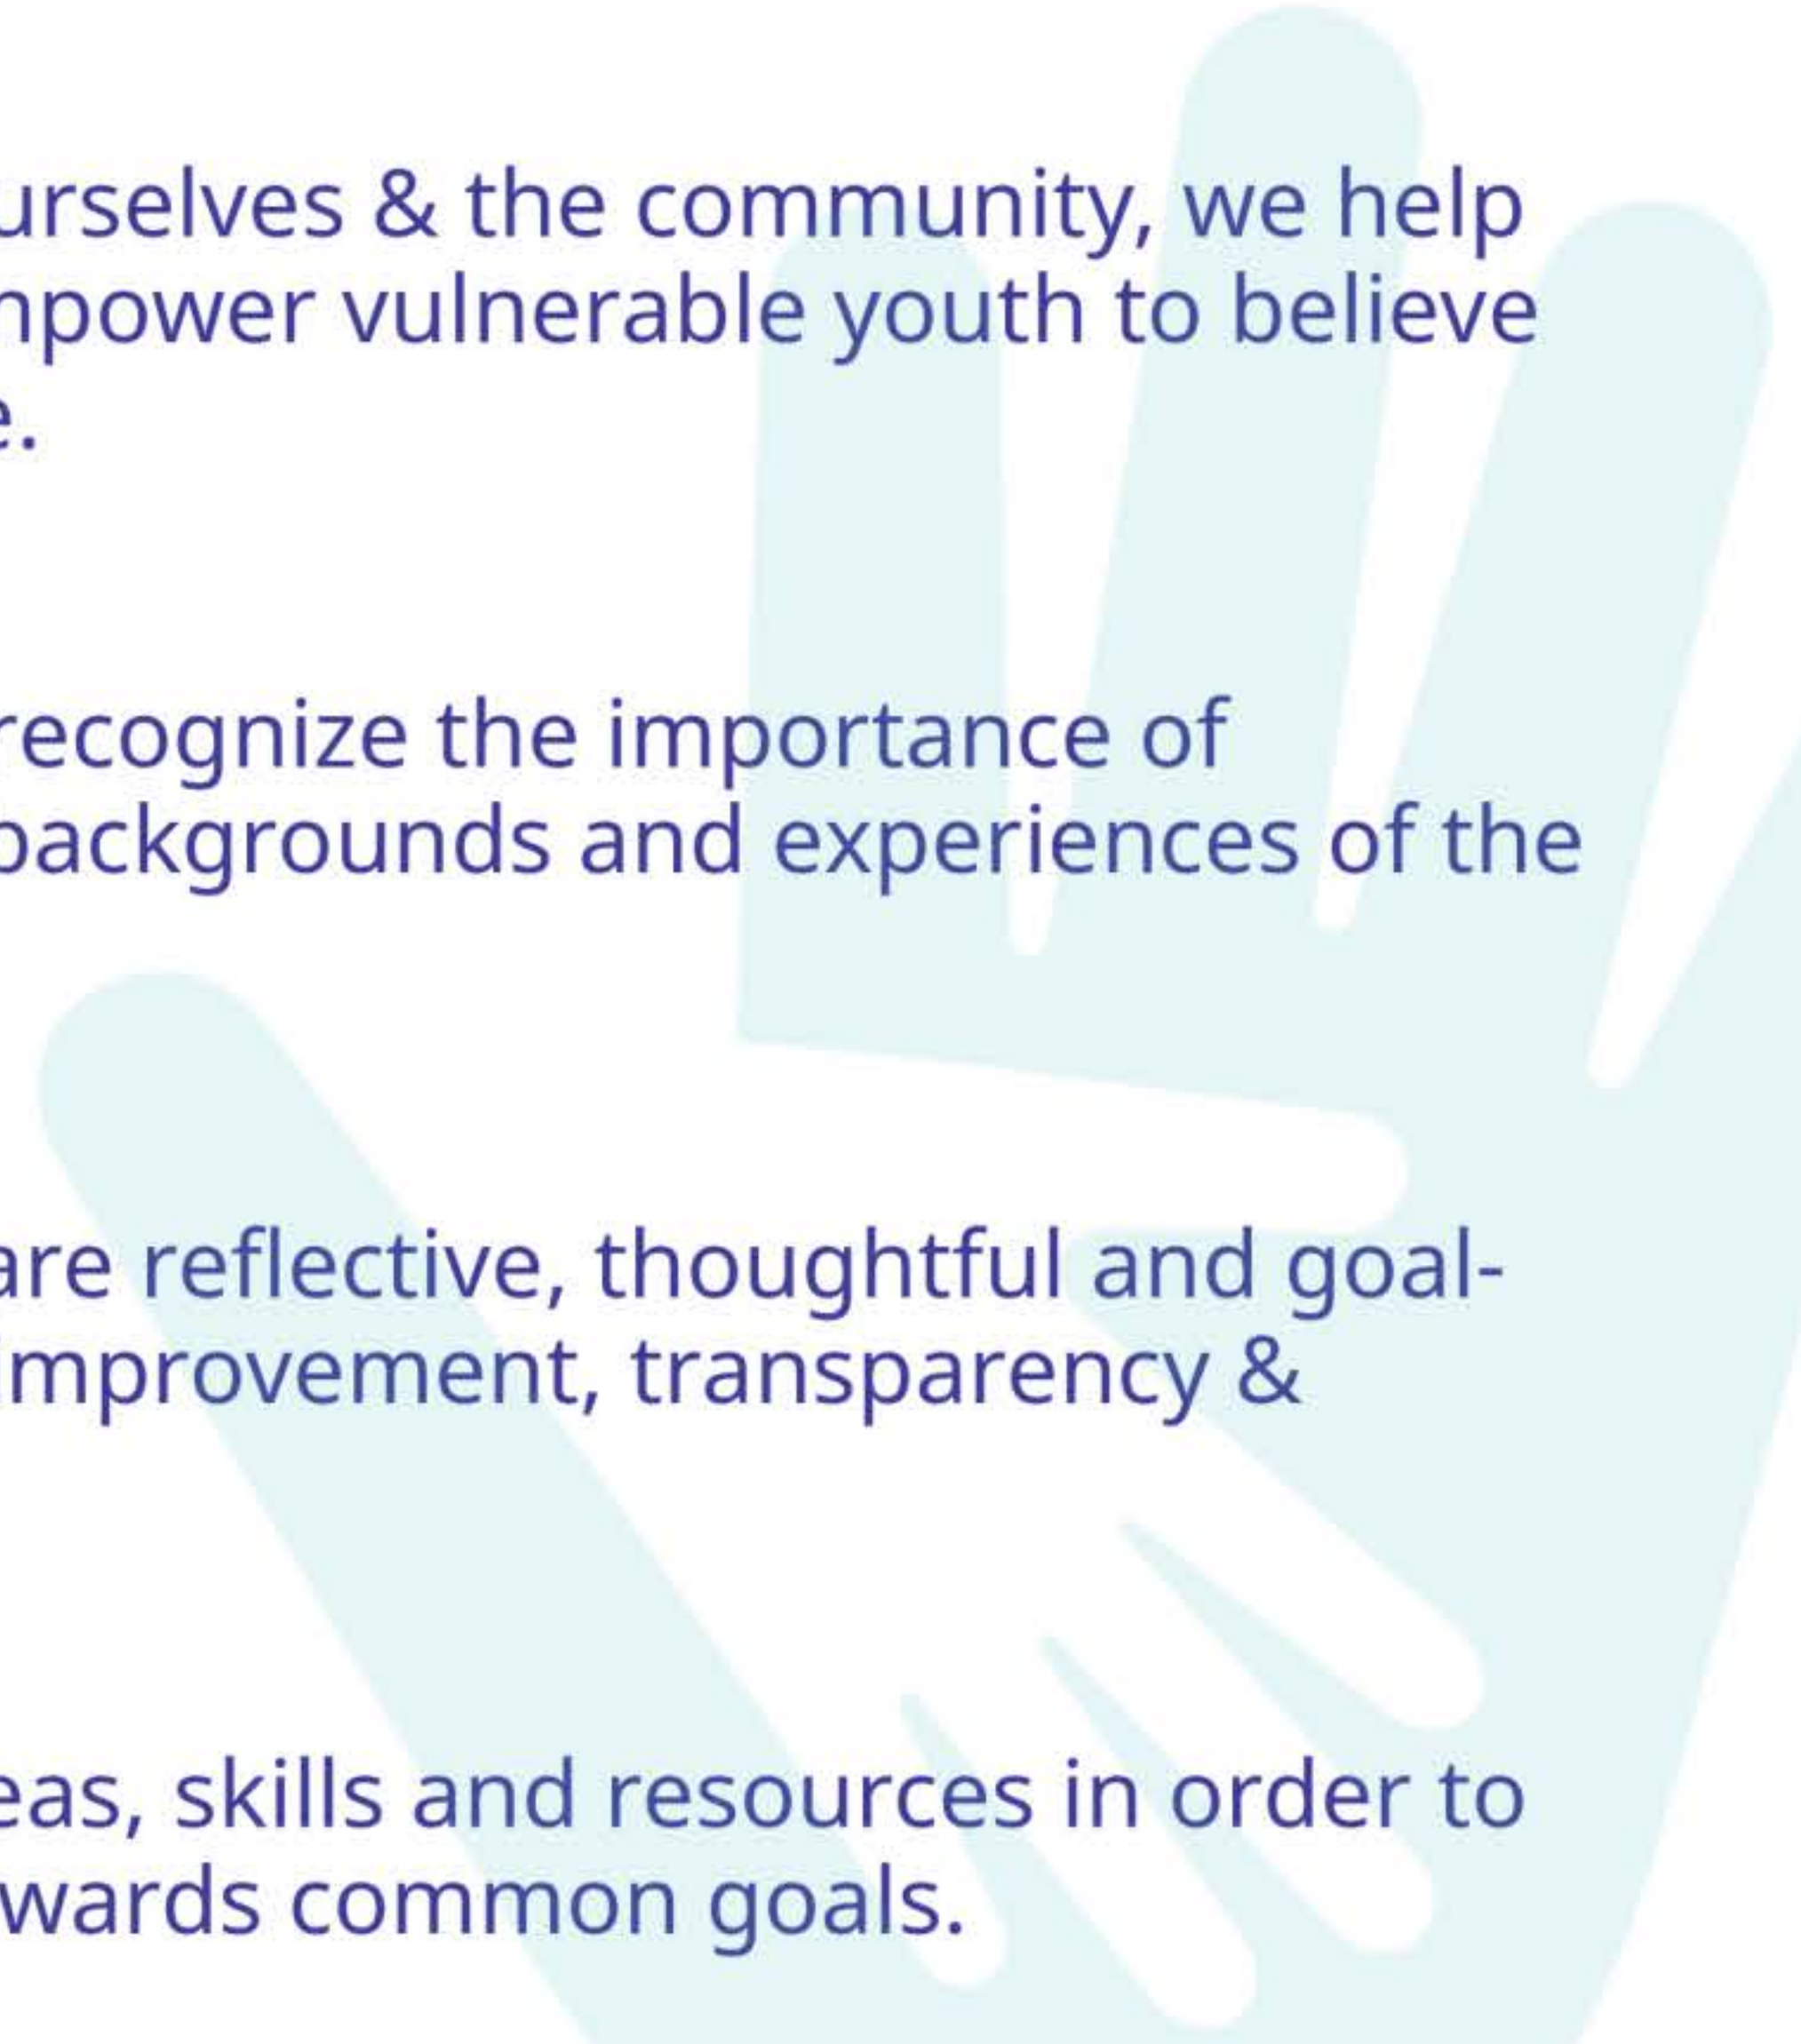 urselves & the community, we help
npower vulnerable youth to believe
e.
recognize the importance of
backgrounds and experiences of the
are reflective, thoughtful and goal-
improvement, transparency &
eas, skills and resources in order to
wards common goals.